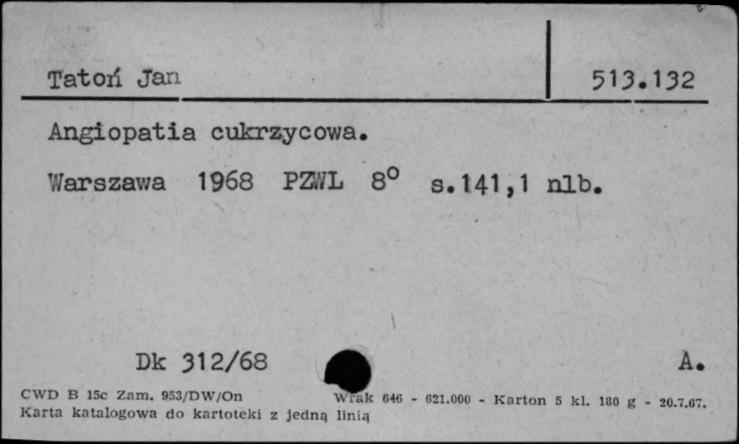 Tatoń Jan 513.132
Angiopatia cukrzycowa.
Warszawa 1968 PZWL 8° s.141,1 nlb.
Dk 312/68 A.
CWD B 15c Zam. 953/DW/On Wrak 646 - 621.000 - Karton 5 kl. 180 g - 20.7.67.
Karta katalogowa do kartoteki z jedną linią